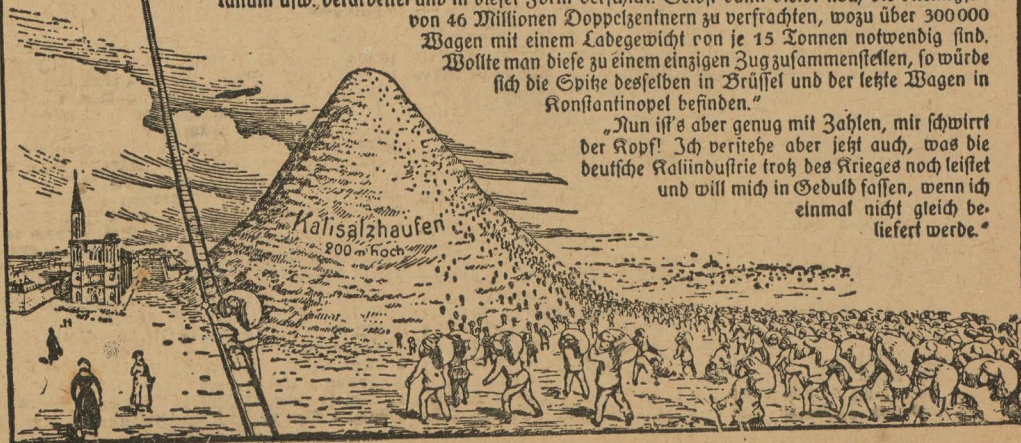 von 46 Millionen Doppelzentnern zu verfrachten, wozu über 300 000
Wagen mit einem Ladegewicht von je 15 Tonnen notwendig sind.
Wollte man diese zu einem einzigen Zug zusammenstellen, so würde
sich die Spitze desselben in Brüssel und der letzte Wagen in
Konstantinopel befinden."
„Nun ist's aber genug mit Zahlen, mir schwirrt
der Kopf! Ich verstehe aber jetzt auch, was die
deutsche Kaliindustrie trotz des Krieges noch leistet
und will mich in Geduld fassen, wenn ich
einmal nicht gleich be-
liefert werde."
Kalisalzhaufen
200 m hoch